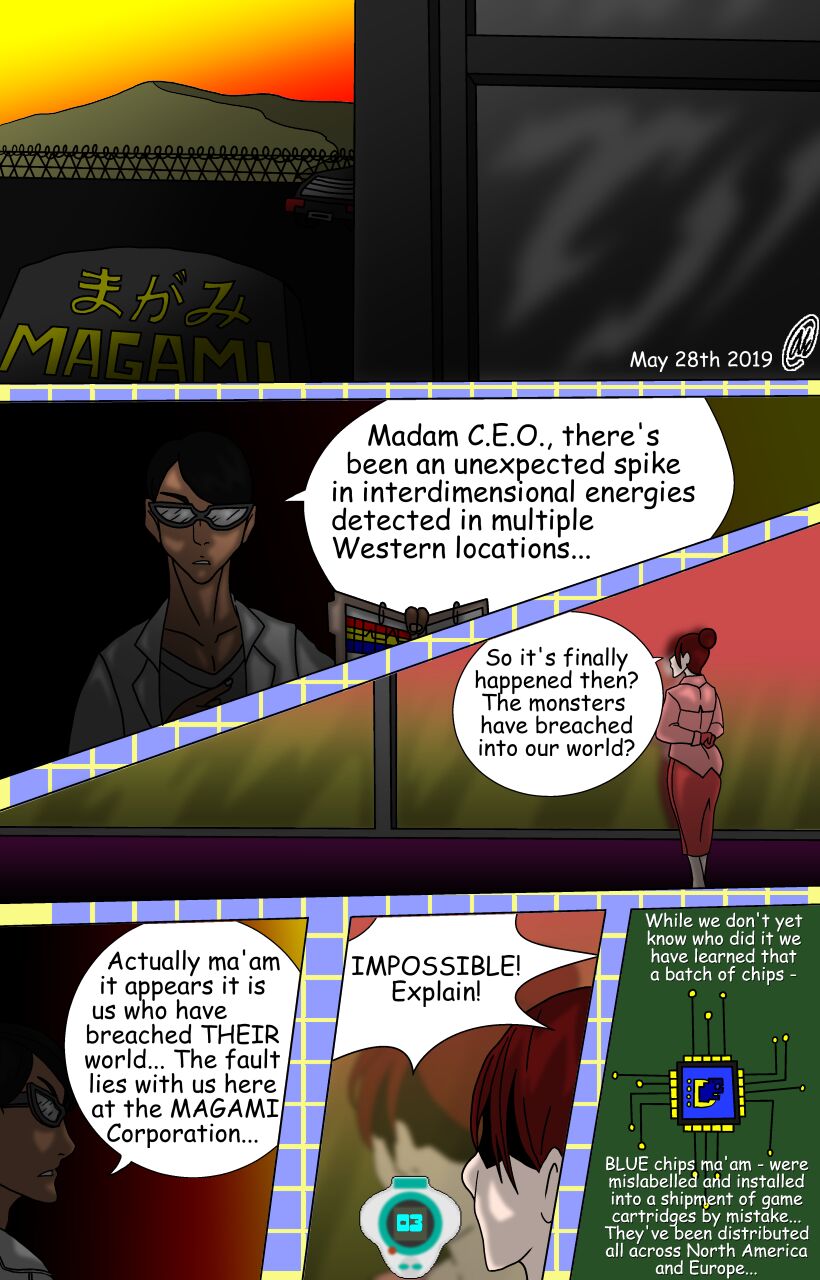 まがみ
MAGAMI
May 28th 2019
Madam C.E.O., there's
been an unexpected spike
in interdimensional energies
detected in multiple
Western locations...
So it's finally
happened then?
The monsters
have breached
into our world?
Actually ma'am
it appears it is
us who have
breached THEIR
world... The fault
lies with us here
at the MAGAMI
Corporation...
IMPOSSIBLE!
Explain!
While we don't yet
know who did it we
have learned that
a batch of chips -
BLUE chips ma'am - were
mislabelled and installed
into a shipment of game
cartridges by mistake...
They've been distributed
all across North America
and Europe...
03